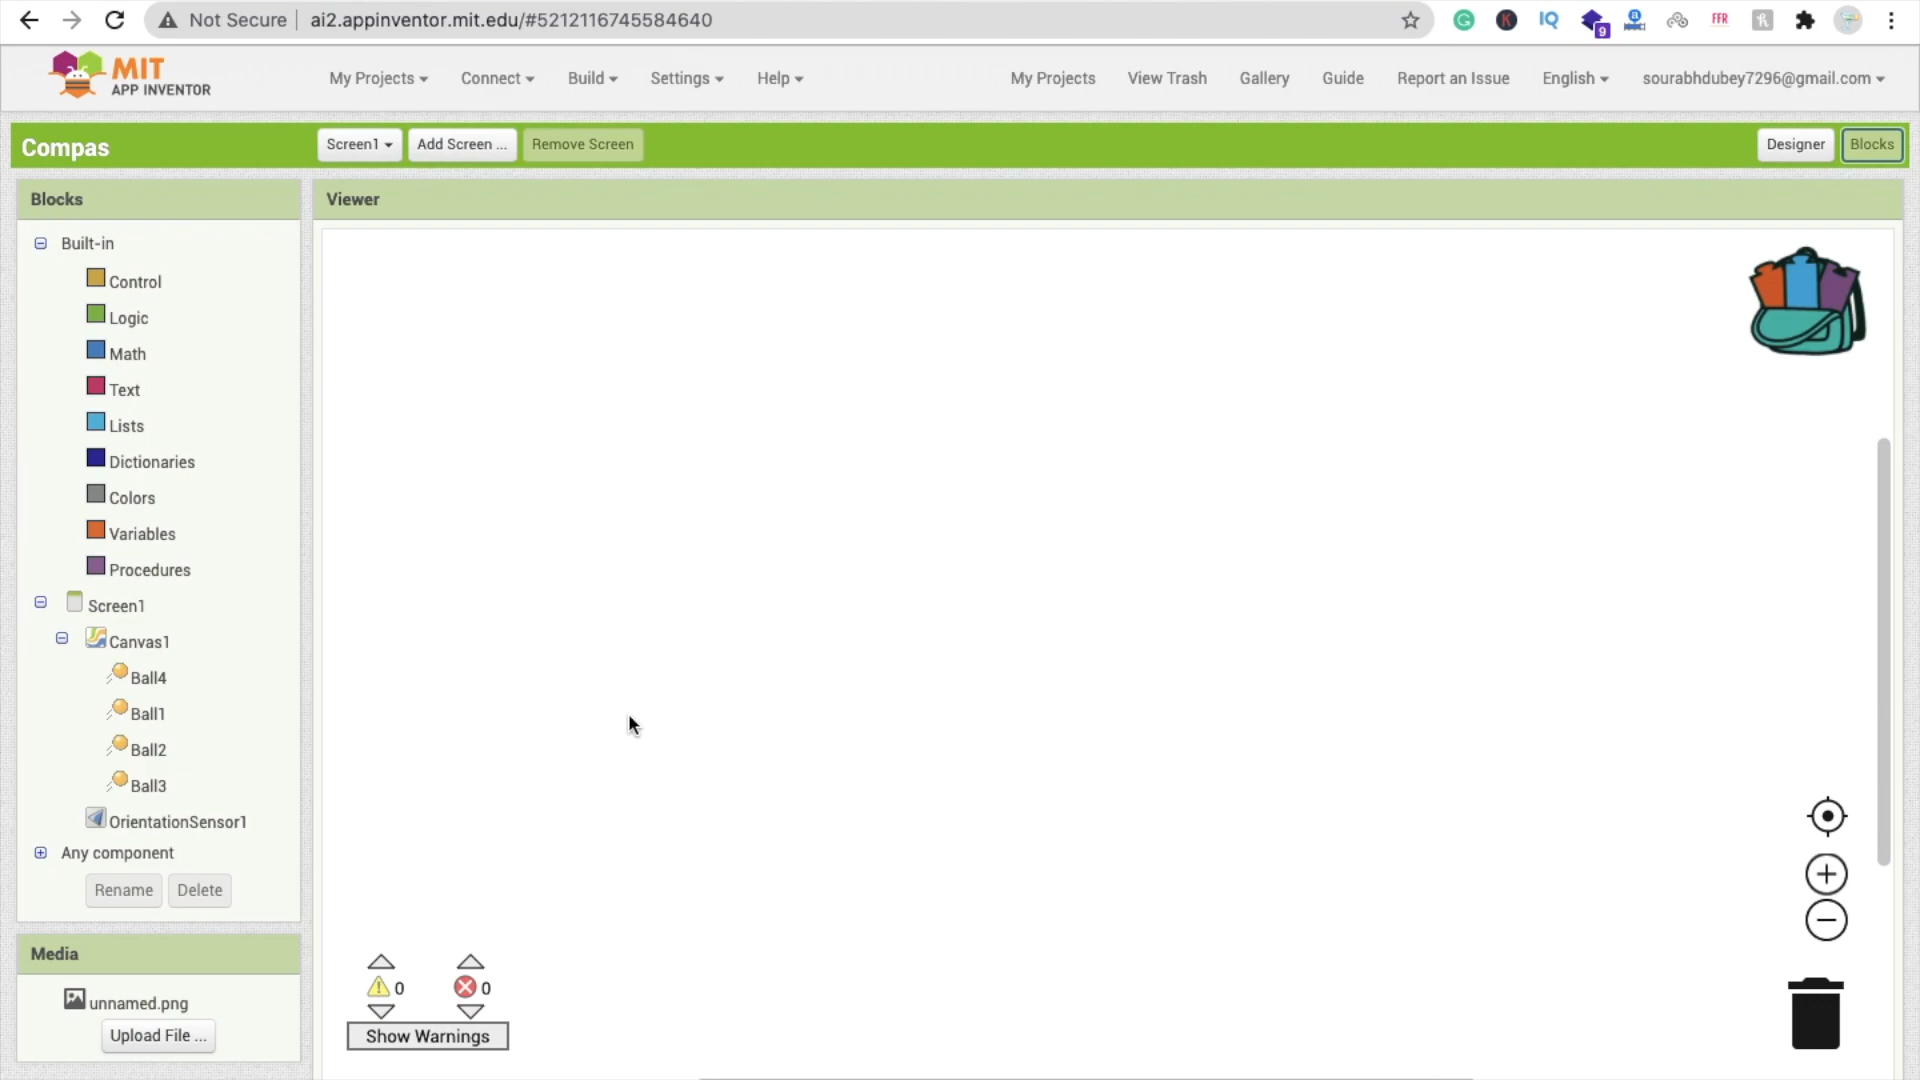 Not Secure
ai2.appinventor.mit.edu/#5212116745584640
G
K
IQ
9
a
FFR
MIT
APP INVENTOR
My Projects
Connect
Build
Settings
Help
My Projects
View Trash
Gallery
Guide
Report an Issue
English
sourabhdubey7296@gmail.com
Compas
Screen1
Add Screen ...
Remove Screen
Designer
Blocks
Blocks
Viewer
Built-in
Control
Logic
Math
Text
Lists
Dictionaries
Colors
Variables
Procedures
Screen1
Canvas1
Ball4
Ball1
Ball2
Ball3
OrientationSensor1
Any component
Rename
Delete
Media
unnamed.png
Upload File ...
0
0
Show Warnings